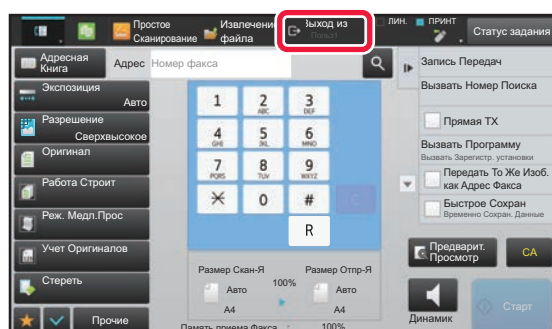 Простое
Сканирование
Извлечение
файла
Выход из
Польз1
ЛИН.
ПРИНТ
Статус задания
Адресная
Книга
Адрес
Номер факса
Экспозиция
Авто
Разрешение
Сверхвысокое
Оригинал
Работа Строит
Реж. Медл.Прос
Учет Оригиналов
Стереть
Прочие
1
2
ABC
3
DEF
4
GHI
5
JKL
6
MNO
7
PQRS
8
TUV
9
WXYZ
0
#
C
R
Размер Скан-Я
Размер Отпр-Я
Авто
100%
Авто
A4
A4
Память приема Факса : 100%
Запись Передач
Вызвать Номер Поиска
Прямая TX
Вызвать Программу
Вызвать Зарегистр. установки
Передать То Же Изоб.
как Адрес Факса
Быстрое Сохран
Временно Сохран. Данные
Предварит.
Просмотр
CA
Динамик
Старт